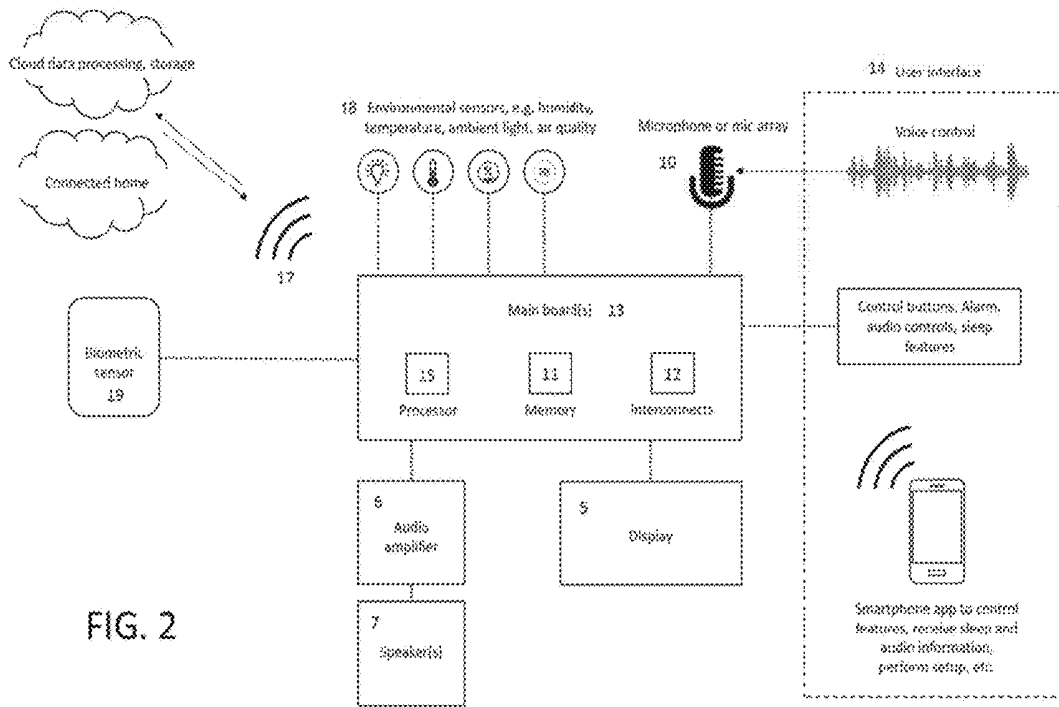 Cloud data processing, storage
Connected home
17
18 Environmental sensors, e.g. humidity,
temperature, ambient light, air quality
Microphone or mic array
10
14 User interface
Voice control
Main board(s) 13
15
Processor
11
Memory
12
Interconnects
Biometric
sensor
19
Control buttons: Alarm,
audio controls, sleep
features
6
Audio
amplifier
5
Display
7
Speaker(s)
Smartphone app to control
features, receive sleep and
audio information,
perform setup, etc.
FIG. 2